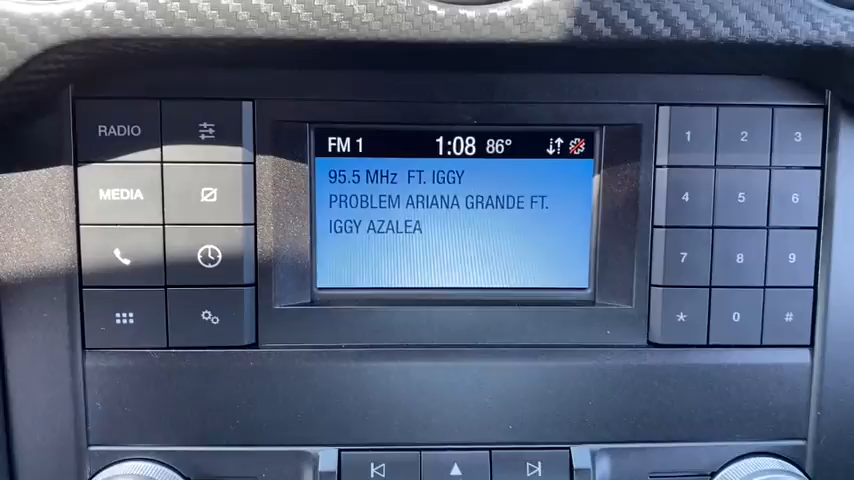 RADIO
MEDIA
FM 1 1:08 86°
95.5 MHz FT. IGGY
PROBLEM ARIANA GRANDE FT.
IGGY AZALEA
1 2 3
4 5 6
7 8 9
* 0 #